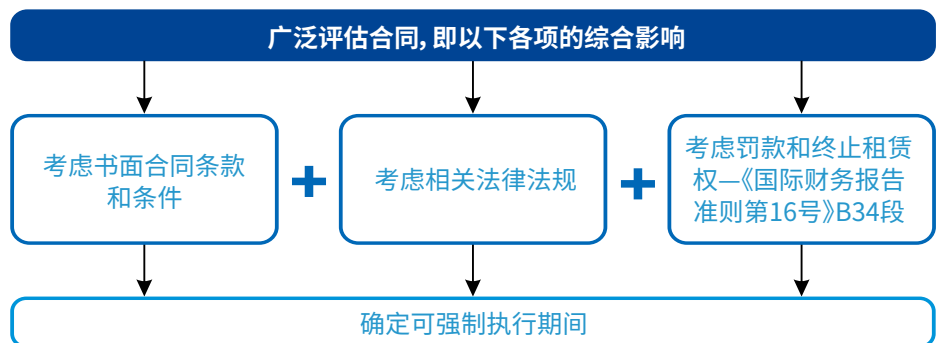 广泛评估合同, 即以下各项的综合影响
考虑书面合同条款
和条件
+
考虑相关法律法规
+
考虑罚款和终止租赁
权—《国际财务报告
准则第16号》B34段
确定可强制执行期间